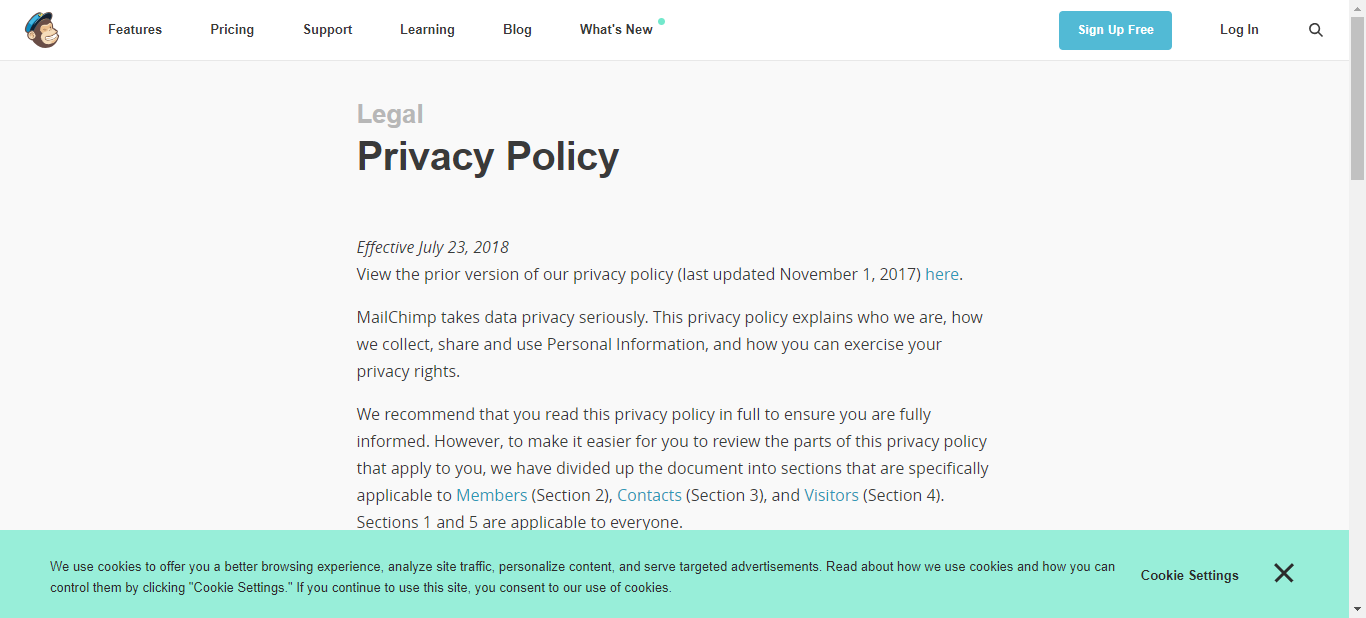 Features Pricing Support Learning Blog What's New Sign Up Free Log In
Legal
Privacy Policy
Effective July 23, 2018
View the prior version of our privacy policy (last updated November 1, 2017) here.
MailChimp takes data privacy seriously. This privacy policy explains who we are, how
we collect, share and use Personal Information, and how you can exercise your
privacy rights.
We recommend that you read this privacy policy in full to ensure you are fully
informed. However, to make it easier for you to review the parts of this privacy policy
that apply to you, we have divided up the document into sections that are specifically
applicable to Members (Section 2), Contacts (Section 3), and Visitors (Section 4).
Sections 1 and 5 are applicable to everyone.
We use cookies to offer you a better browsing experience, analyze site traffic, personalize content, and serve targeted advertisements. Read about how we use cookies and how you can
control them by clicking "Cookie Settings." If you continue to use this site, you consent to our use of cookies.
Cookie Settings